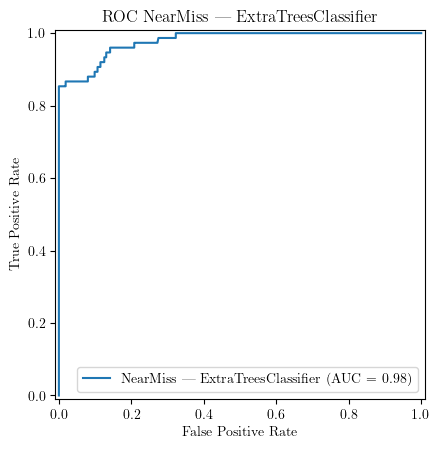 ROC NearMiss — ExtraTreesClassifier
1.0
0.8
0.6
0.4
0.2
0.0
True Positive Rate
NearMiss — ExtraTreesClassifier (AUC = 0.98)
0.0 0.2 0.4 0.6 0.8 1.0
False Positive Rate